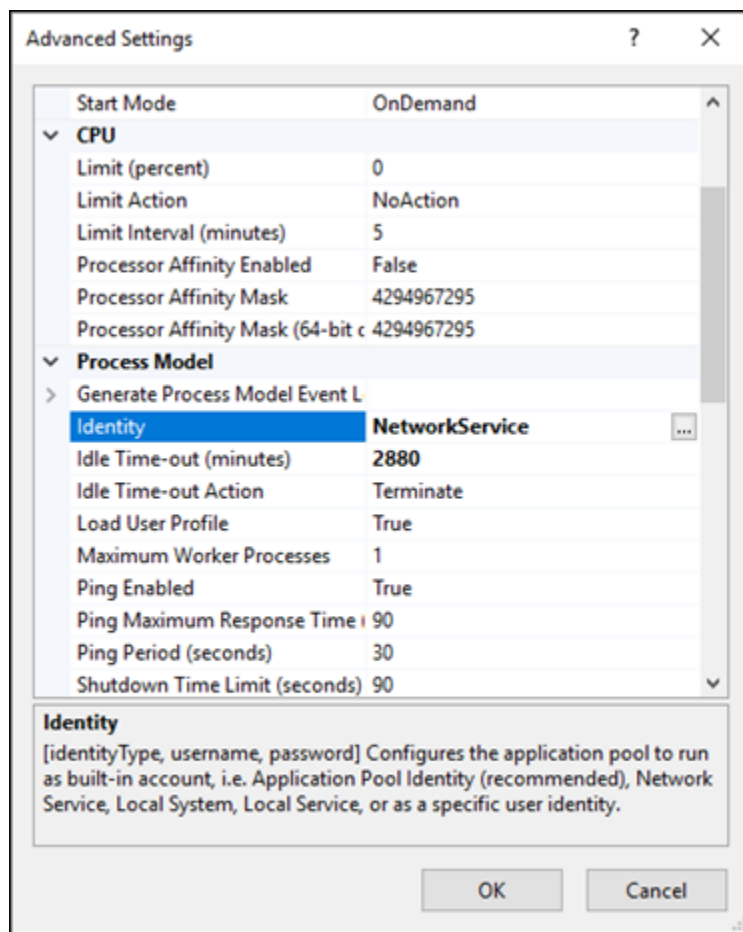 Advanced Settings ? ×
Start Mode OnDemand
CPU
Limit (percent) 0
Limit Action NoAction
Limit Interval (minutes) 5
Processor Affinity Enabled False
Processor Affinity Mask 4294967295
Processor Affinity Mask (64-bit c 4294967295
Process Model
Generate Process Model Event L
Identity NetworkService ...
Idle Time-out (minutes) 2880
Idle Time-out Action Terminate
Load User Profile True
Maximum Worker Processes 1
Ping Enabled True
Ping Maximum Response Time ( 90
Ping Period (seconds) 30
Shutdown Time Limit (seconds) 90
Identity
[identityType, username, password] Configures the application pool to run
as built-in account, i.e. Application Pool Identity (recommended), Network
Service, Local System, Local Service, or as a specific user identity.
OK Cancel